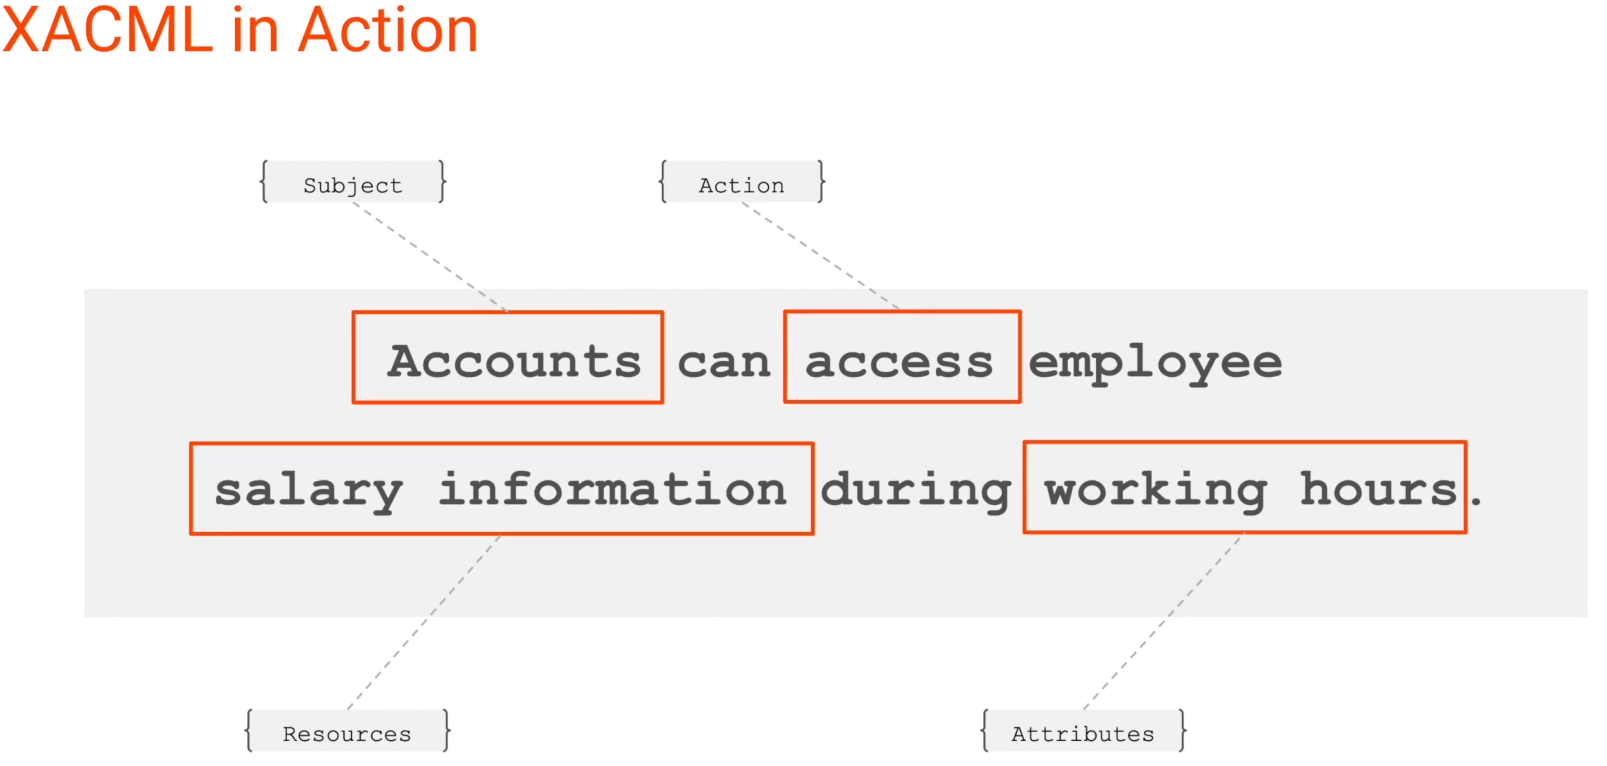 XACML in Action
{ Subject }
{ Action }
Accounts can access employee
salary information during working hours.
{ Resources }
{ Attributes }